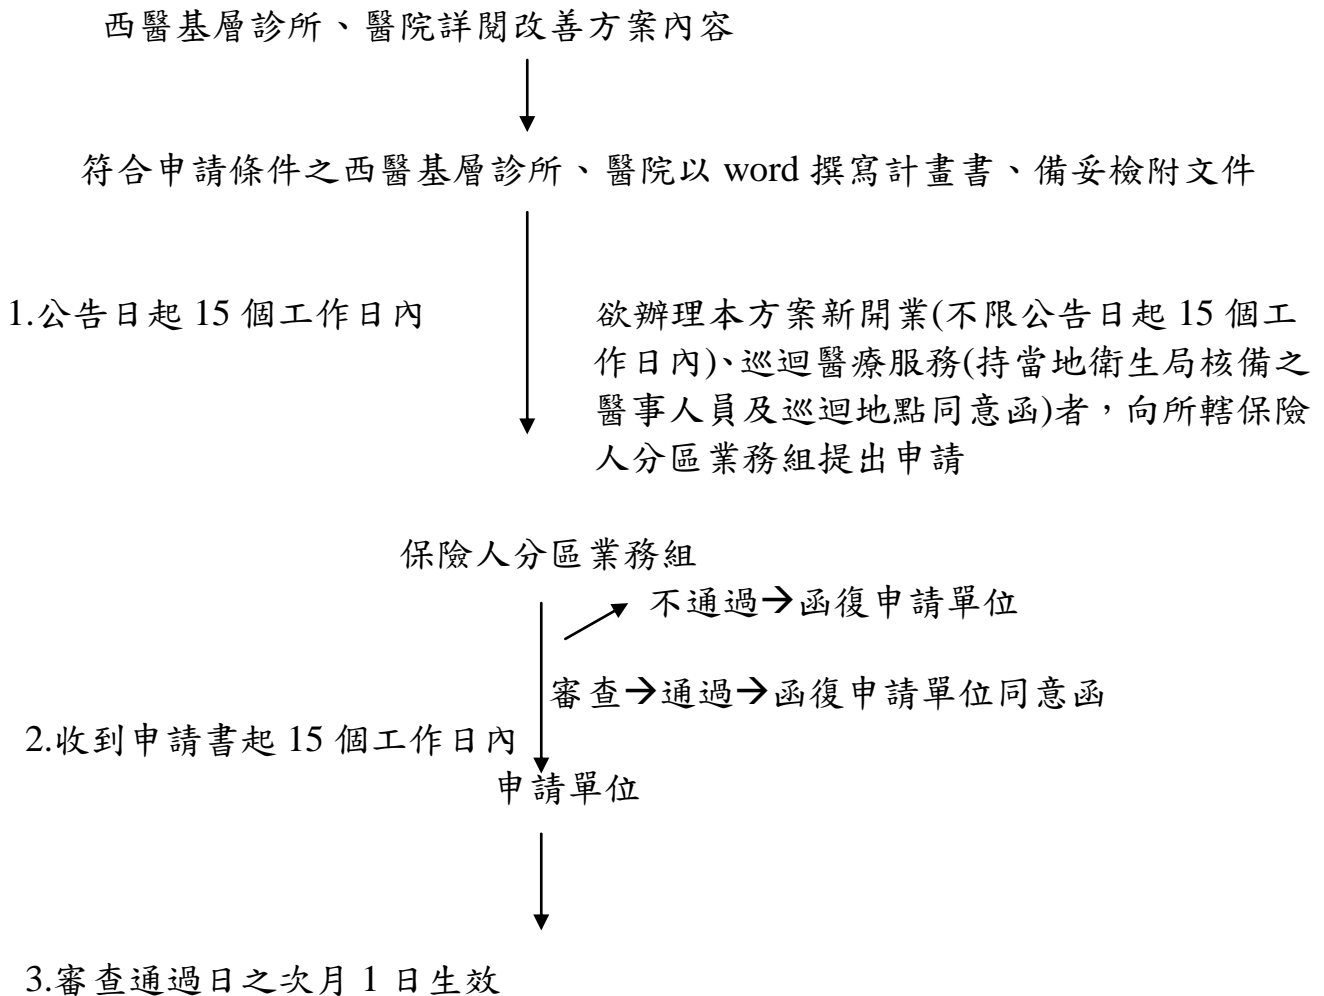 西醫基層診所、醫院詳閱改善方案內容
符合申請條件之西醫基層診所、醫院以 word 撰寫計畫書、備妥檢附文件
1.公告日起 15 個工作日內
欲辦理本方案新開業(不限公告日起 15 個工
作日內)、巡迴醫療服務(持當地衛生局核備之
醫事人員及巡迴地點同意函)者，向所轄保險
人分區業務組提出申請
保險人分區業務組
不通過→函復申請單位
審查→通過→函復申請單位同意函
2.收到申請書起 15 個工作日內
申請單位
3.審查通過日之次月 1 日生效